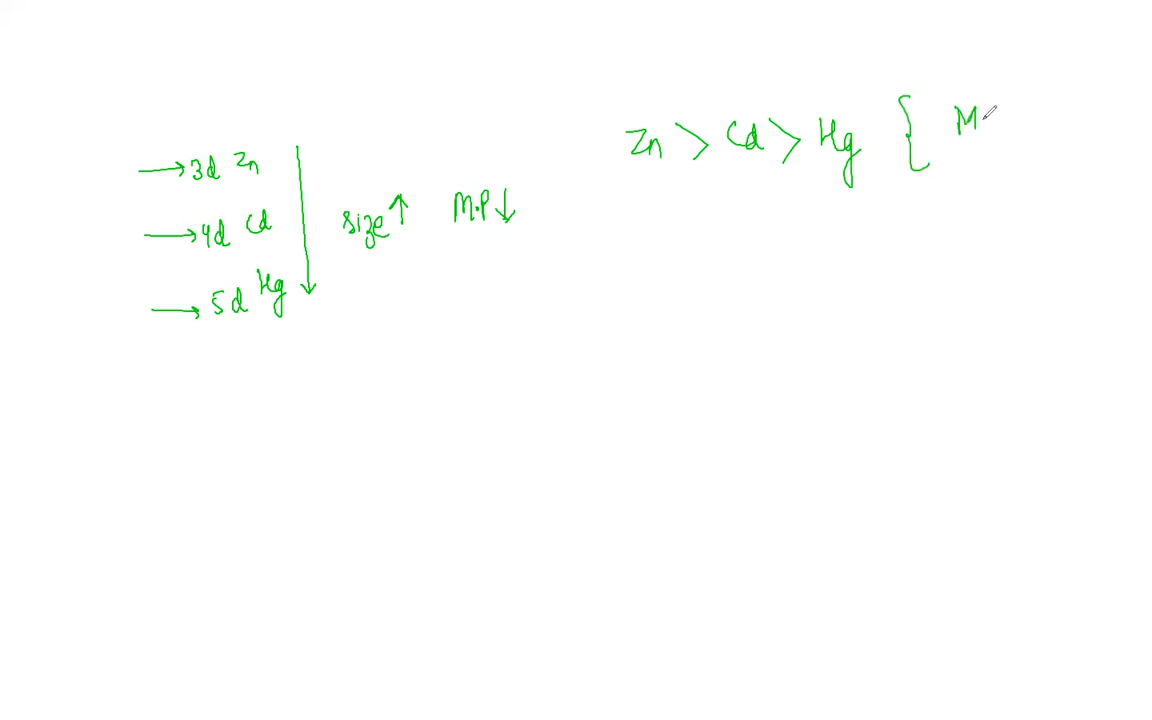 Zn > Cd > Hg { M
→ 3d Zn
→ 4d Cd
size ↑ M.P ↓
→ 5d Hg